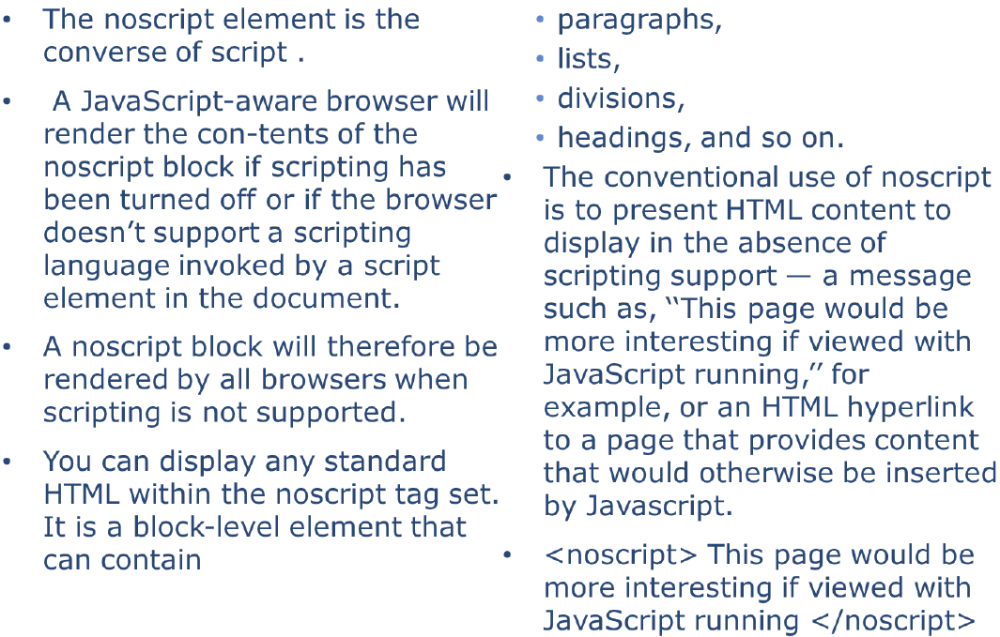 • The noscript element is the
converse of script .
• A JavaScript-aware browser will
render the con-tents of the
noscript block if scripting has
been turned off or if the browser
doesn't support a scripting
language invoked by a script
element in the document.
• A noscript block will therefore be
rendered by all browsers when
scripting is not supported.
• You can display any standard
HTML within the noscript tag set.
It is a block-level element that
can contain
• paragraphs,
• lists,
• divisions,
• headings, and so on.
• The conventional use of noscript
is to present HTML content to
display in the absence of
scripting support — a message
such as, “This page would be
more interesting if viewed with
JavaScript running,” for
example, or an HTML hyperlink
to a page that provides content
that would otherwise be inserted
by Javascript.
• <noscript> This page would be
more interesting if viewed with
JavaScript running </noscript>